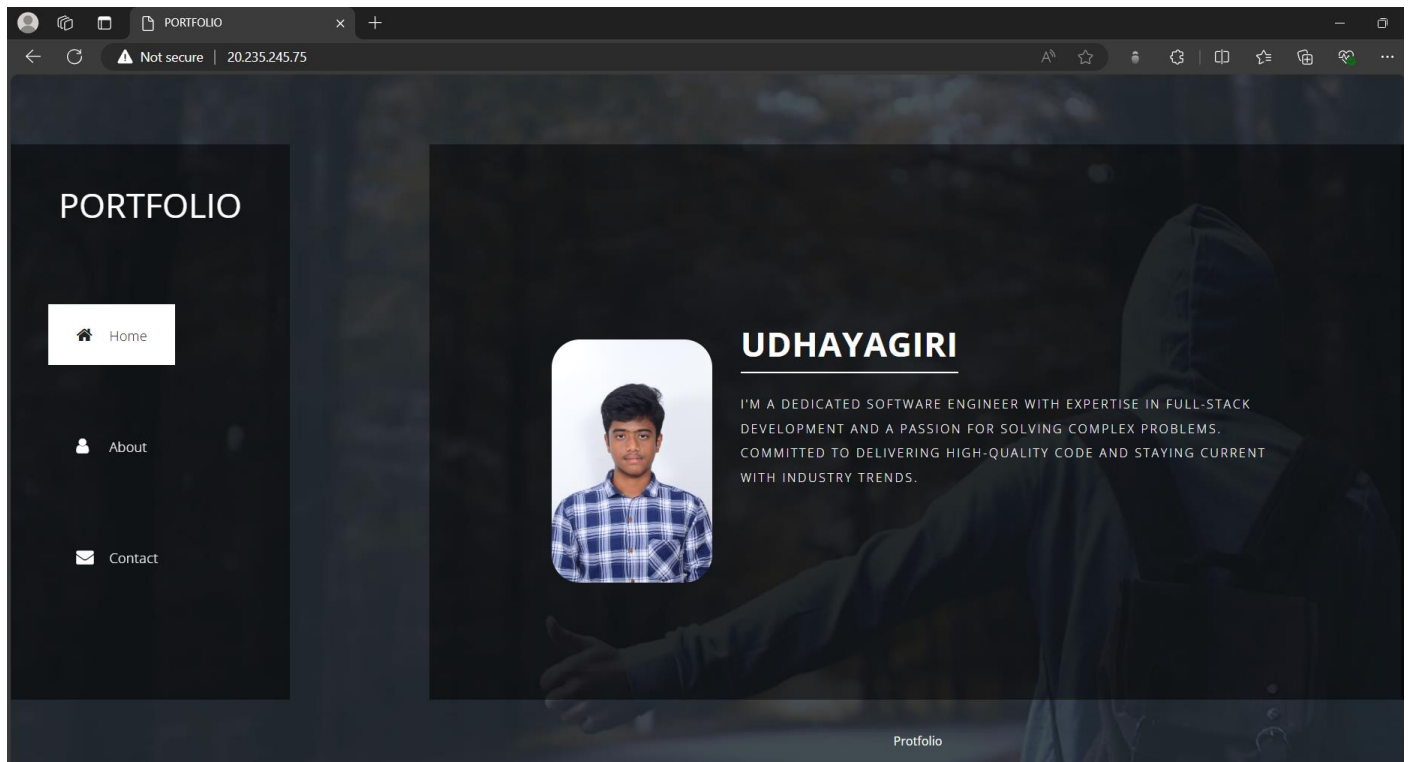 PORTFOLIO
Not secure | 20.235.245.75
PORTFOLIO
Home
About
Contact
UDHAYAGIRI
I'M A DEDICATED SOFTWARE ENGINEER WITH EXPERTISE IN FULL-STACK
DEVELOPMENT AND A PASSION FOR SOLVING COMPLEX PROBLEMS.
COMMITTED TO DELIVERING HIGH-QUALITY CODE AND STAYING CURRENT
WITH INDUSTRY TRENDS.
Protfolio